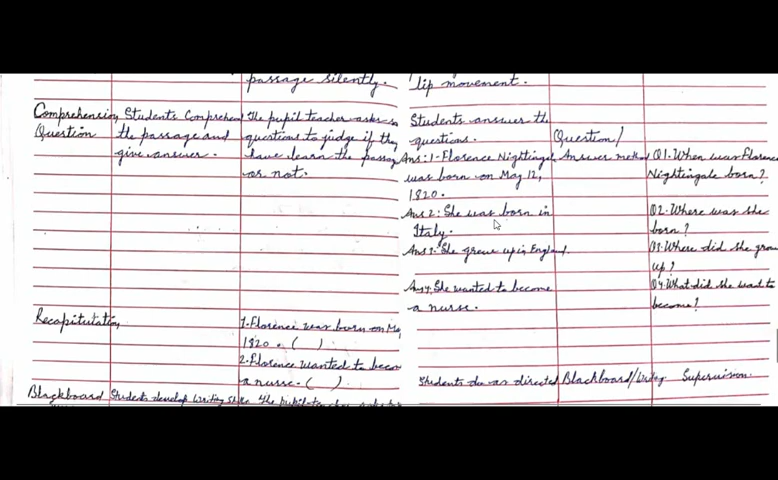 passage silently.
lip movement.
Comprehension Students Comprehend The pupil teacher asks so
Students answer the
Question the passage and questions to judge if they
questions. Question/
give answer. have learn the passage
Ans:1- Florence Nightingale Answer method Q1. When was Florence
or not.
was born on May 12, Nightingale born?
1820.
Ans 2: She was born in Q2. Where was she
Italy. born?
Ans 3- She grew up in England. Q3. Where did she grow
up?
Ans 4. She wanted to become Q4. What did she want to
a nurse. become?
Recapitulation 1. Florence was born on May
1820. ( )
2. Florence wanted to become
a nurse. ( )
Students do as directed Blackboard/Writing Supervision.
Blackboard Students develop Writing Skills The pupil teacher